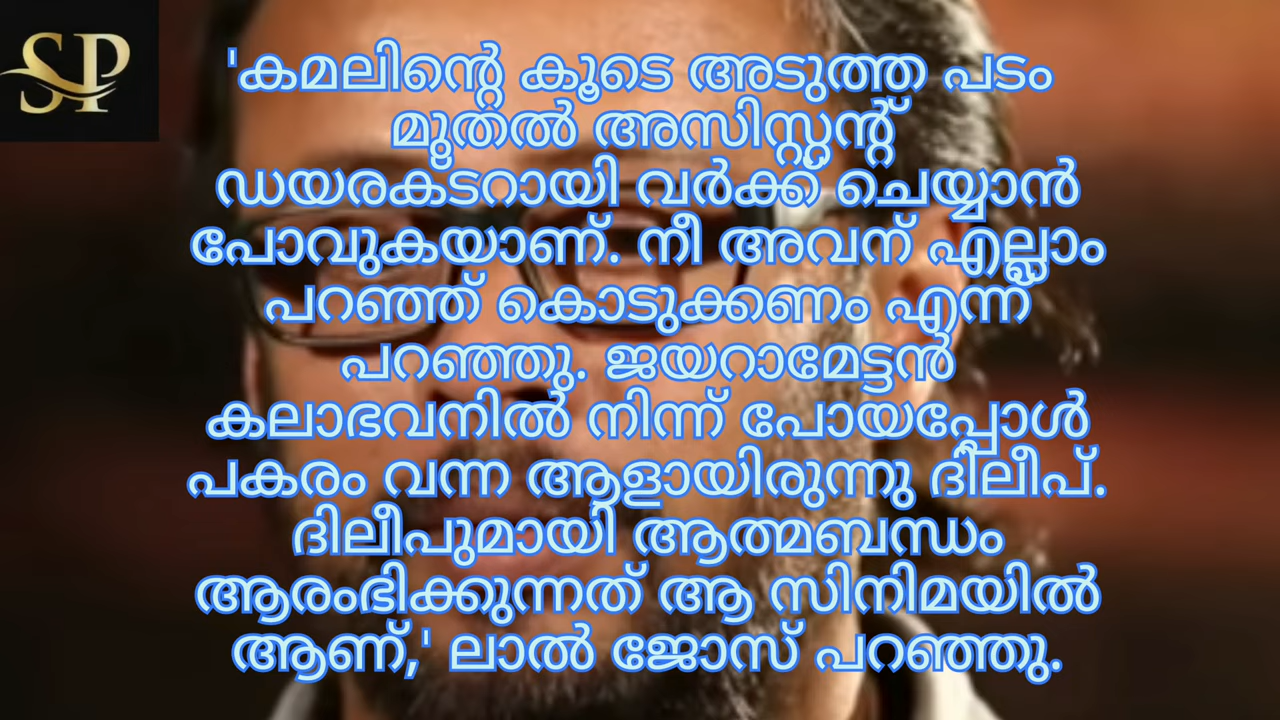 SP
'കമലിന്റെ കൂടെ അടുത്ത പടം
മുതൽ അസിസ്റ്റന്റ്
ഡയരക്ടറായി വർക്ക് ചെയ്യാൻ
പോവുകയാണ്. നീ അവന് എല്ലാം
പറഞ്ഞ് കൊടുക്കണം എന്ന്
പറഞ്ഞു. ജയറാമേട്ടൻ
കലാഭവനിൽ നിന്ന് പോയപ്പോൾ
പകരം വന്ന ആളായിരുന്നു ദിലീപ്.
ദിലീപുമായി ആത്മബന്ധം
ആരംഭിക്കുന്നത് ആ സിനിമയിൽ
ആണ്,' ലാൽ ജോസ് പറഞ്ഞു.